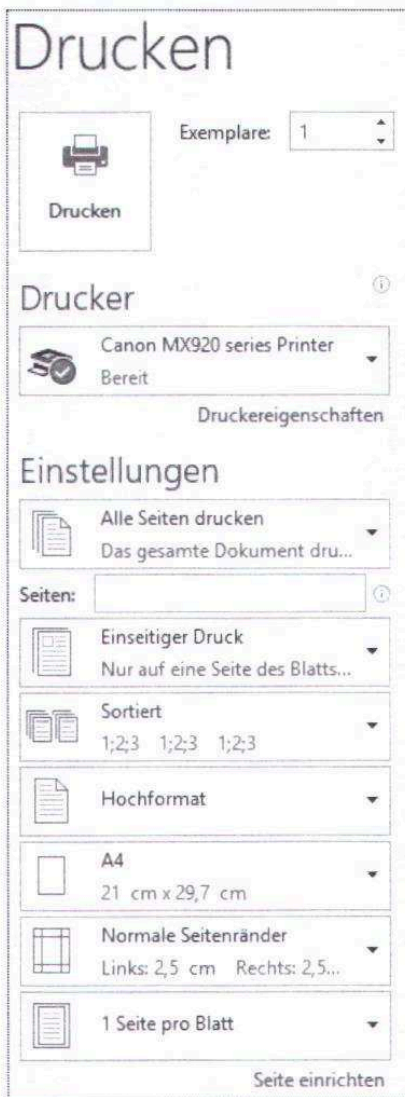 Drucken
Exemplare: 1
Drucken
Drucker
Canon MX920 series Printer
Bereit
Druckereigenschaften
Einstellungen
Alle Seiten drucken
Das gesamte Dokument dru...
Seiten:
Einseitiger Druck
Nur auf eine Seite des Blatts...
Sortiert
1;2;3 1;2;3 1;2;3
Hochformat
A4
21 cm x 29,7 cm
Normale Seitenränder
Links: 2,5 cm Rechts: 2,5...
1 Seite pro Blatt
Seite einrichten